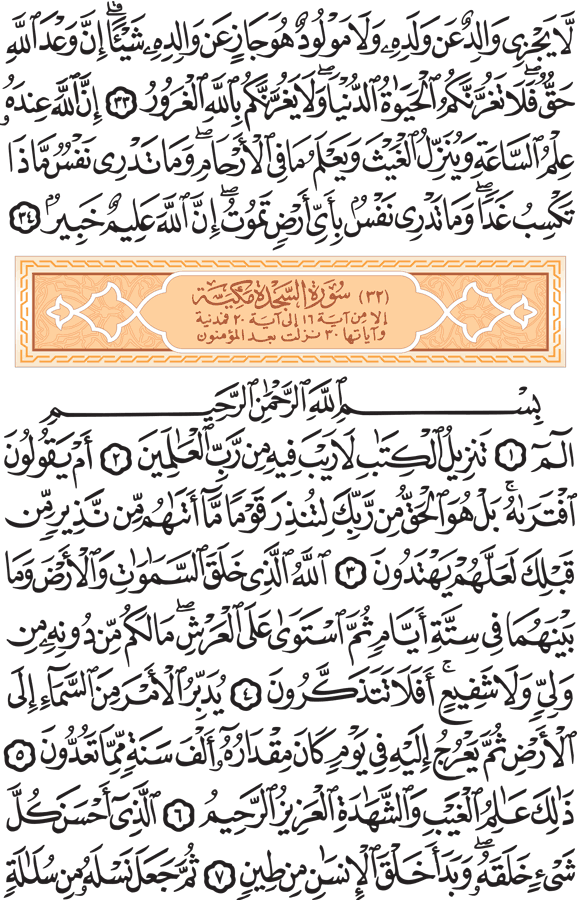 لَّا يَجْزِى وَالِدٌ عَن وَلَدِهِۦ وَلَا مَوْلُودٌ هُوَ جَازٍ عَن وَالِدِهِۦ شَيْـًٔا ۚ إِنَّ وَعْدَ ٱللَّهِ
حَقٌّ ۖ فَلَا تَغُرَّنَّكُمُ ٱلْحَيَوٰةُ ٱلدُّنْيَا وَلَا يَغُرَّنَّكُم بِٱللَّهِ ٱلْغَرُورُ ٣٣ إِنَّ ٱللَّهَ عِندَهُۥ
عِلْمُ ٱلسَّاعَةِ وَيُنَزِّلُ ٱلْغَيْثَ وَيَعْلَمُ مَا فِى ٱلْأَرْحَامِ ۖ وَمَا تَدْرِى نَفْسٌ مَّاذَا
تَكْسِبُ غَدًا ۖ وَمَا تَدْرِى نَفْسٌۢ بِأَىِّ أَرْضٍ تَمُوتُ ۚ إِنَّ ٱللَّهَ عَلِيمٌ خَبِيرٌۢ ٣٤
(٣٢) سُورَةُ السَّجْدَةِ مَكِّيَّة
إلا من آية ١٦ إلى آية ٢٠ فمدنية
وآياتها ٣٠ نزلت بعد المؤمنون
بِسْمِ ٱللَّهِ ٱلرَّحْمَٰنِ ٱلرَّحِيمِ
الٓمٓ ١ تَنزِيلُ ٱلْكِتَٰبِ لَا رَيْبَ فِيهِ مِن رَّبِّ ٱلْعَٰلَمِينَ ٢ أَمْ يَقُولُونَ
ٱفْتَرَىٰهُ ۚ بَلْ هُوَ ٱلْحَقُّ مِن رَّبِّكَ لِتُنذِرَ قَوْمًا مَّآ أَتَىٰهُم مِّن نَّذِيرٍ مِّن
قَبْلِكَ لَعَلَّهُمْ يَهْتَدُونَ ٣ ٱللَّهُ ٱلَّذِى خَلَقَ ٱلسَّمَٰوَٰتِ وَٱلْأَرْضَ وَمَا
بَيْنَهُمَا فِى سِتَّةِ أَيَّامٍ ثُمَّ ٱسْتَوَىٰ عَلَى ٱلْعَرْشِ ۖ مَا لَكُم مِّن دُونِهِۦ مِن
وَلِىٍّ وَلَا شَفِيعٍ ۚ أَفَلَا تَتَذَكَّرُونَ ٤ يُدَبِّرُ ٱلْأَمْرَ مِنَ ٱلسَّمَآءِ إِلَى
ٱلْأَرْضِ ثُمَّ يَعْرُجُ إِلَيْهِ فِى يَوْمٍ كَانَ مِقْدَارُهُۥٓ أَلْفَ سَنَةٍ مِّمَّا تَعُدُّونَ ٥
ذَٰلِكَ عَٰلِمُ ٱلْغَيْبِ وَٱلشَّهَٰدَةِ ٱلْعَزِيزُ ٱلرَّحِيمُ ٦ ٱلَّذِىٓ أَحْسَنَ كُلَّ
شَىْءٍ خَلَقَهُۥ ۖ وَبَدَأَ خَلْقَ ٱلْإِنسَٰنِ مِن طِينٍ ٧ ثُمَّ جَعَلَ نَسْلَهُۥ مِن سُلَٰلَةٍ